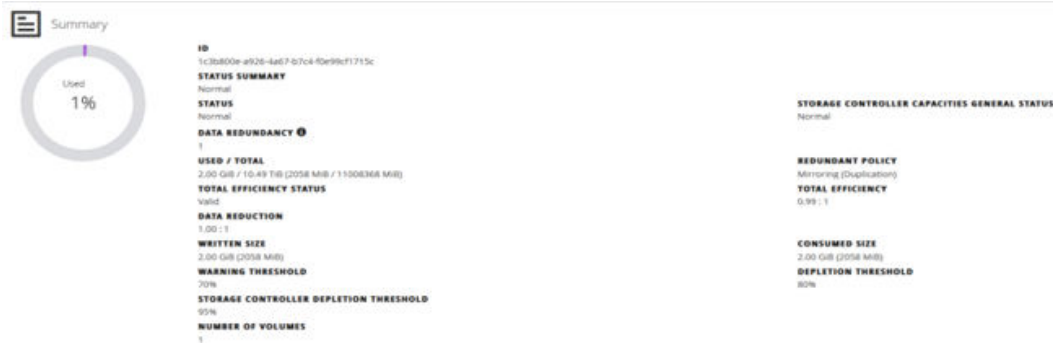 Summary
Used
1%
ID
1c3b800e-a926-4a67-b7c4-f0e99cf1715c
STATUS SUMMARY
Normal
STATUS
Normal
STORAGE CONTROLLER CAPACITIES GENERAL STATUS
Normal
DATA REDUNDANCY
1
USED / TOTAL
2.00 GiB / 10.49 TiB (2058 MiB / 11008368 MiB)
REDUNDANT POLICY
Mirroring (Duplication)
TOTAL EFFICIENCY STATUS
Valid
TOTAL EFFICIENCY
0.99 : 1
DATA REDUCTION
1.00 : 1
WRITTEN SIZE
2.00 GiB (2058 MiB)
CONSUMED SIZE
2.00 GiB (2058 MiB)
WARNING THRESHOLD
70%
DEPLETION THRESHOLD
80%
STORAGE CONTROLLER DEPLETION THRESHOLD
95%
NUMBER OF VOLUMES
1